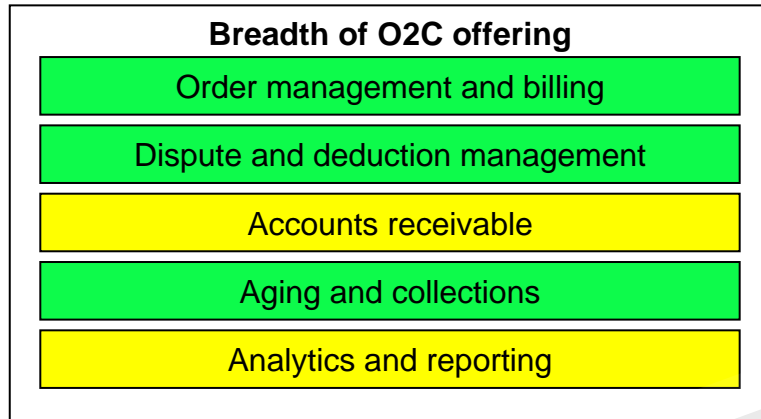 Breadth of O2C offering
Order management and billing
Dispute and deduction management
Accounts receivable
Aging and collections
Analytics and reporting